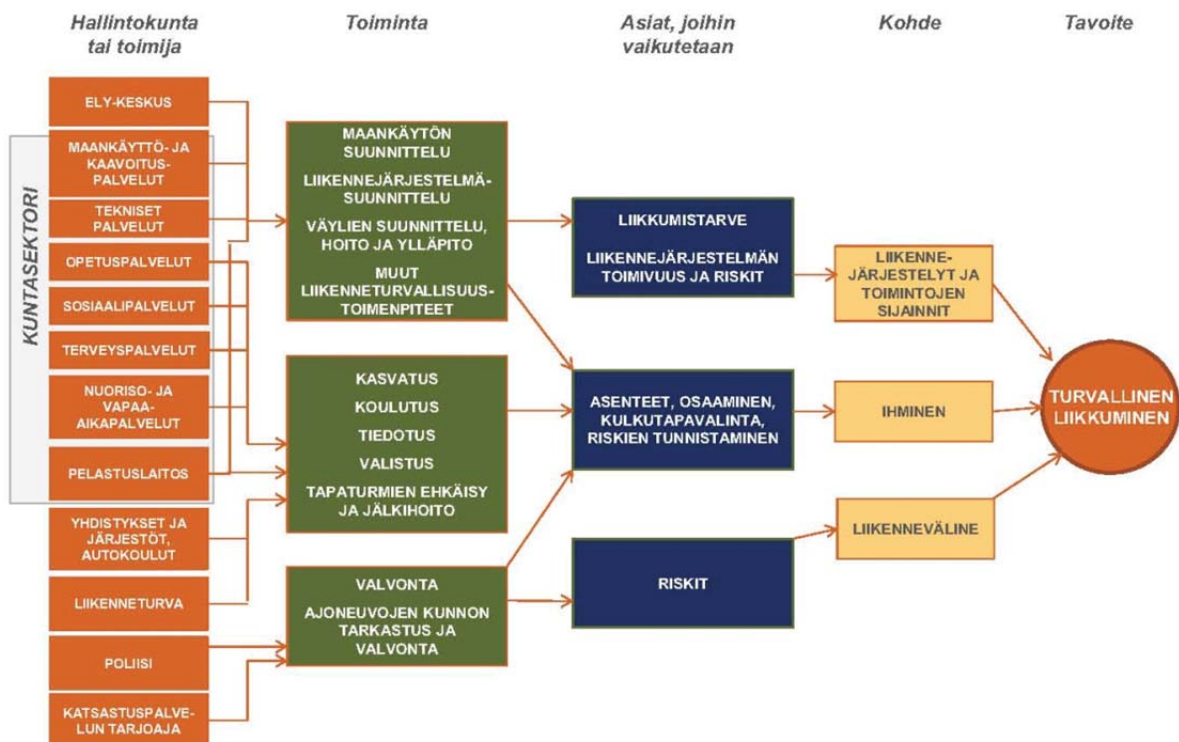 Hallintokunta
tai toimija
Toiminta
Asiat, joihin
vaikutetaan
Kohde
Tavoite
KUNTASEKTORI
ELY-KESKUS
MAANKÄYTTÖ- JA
KAAVOITUS-
PALVELUT
TEKNISET
PALVELUT
OPETUSPALVELUT
SOSIAALIPALVELUT
TERVEYSPALVELUT
NUORISO- JA
VAPAA-
AIKAPALVELUT
PELASTUSLAITOS
YHDISTYKSET JA
JÄRJESTÖT,
AUTOKOULUT
LIIKENNETURVA
POLIISI
KATSASTUSPALVE-
LUN TARJOAJA
MAANKÄYTÖN
SUUNNITTELU
LIIKENNEJÄRJESTELMÄ-
SUUNNITTELU
VÄYLIEN SUUNNITTELU,
HOITO JA YLLÄPITO
MUUT
LIIKENNETURVALLISUUS-
TOIMENPITEET
KASVATUS
KOULUTUS
TIEDOTUS
VALISTUS
TAPATURMIEN EHKÄISY
JA JÄLKIHOITO
VALVONTA
AJONEUVOJEN KUNNON
TARKASTUS JA
VALVONTA
LIIKKUMISTARVE
LIIKENNEJÄRJESTELMÄN
TOIMIVUUS JA RISKIT
ASENTEET, OSAAMINEN,
KULKUTAPAVALINTA,
RISKIEN TUNNISTAMINEN
RISKIT
LIIKENNE-
JÄRJESTELYT JA
TOIMINTOJEN
SIJAINNIT
IHMINEN
LIIKENNEVÄLINE
TURVALLINEN
LIIKKUMINEN